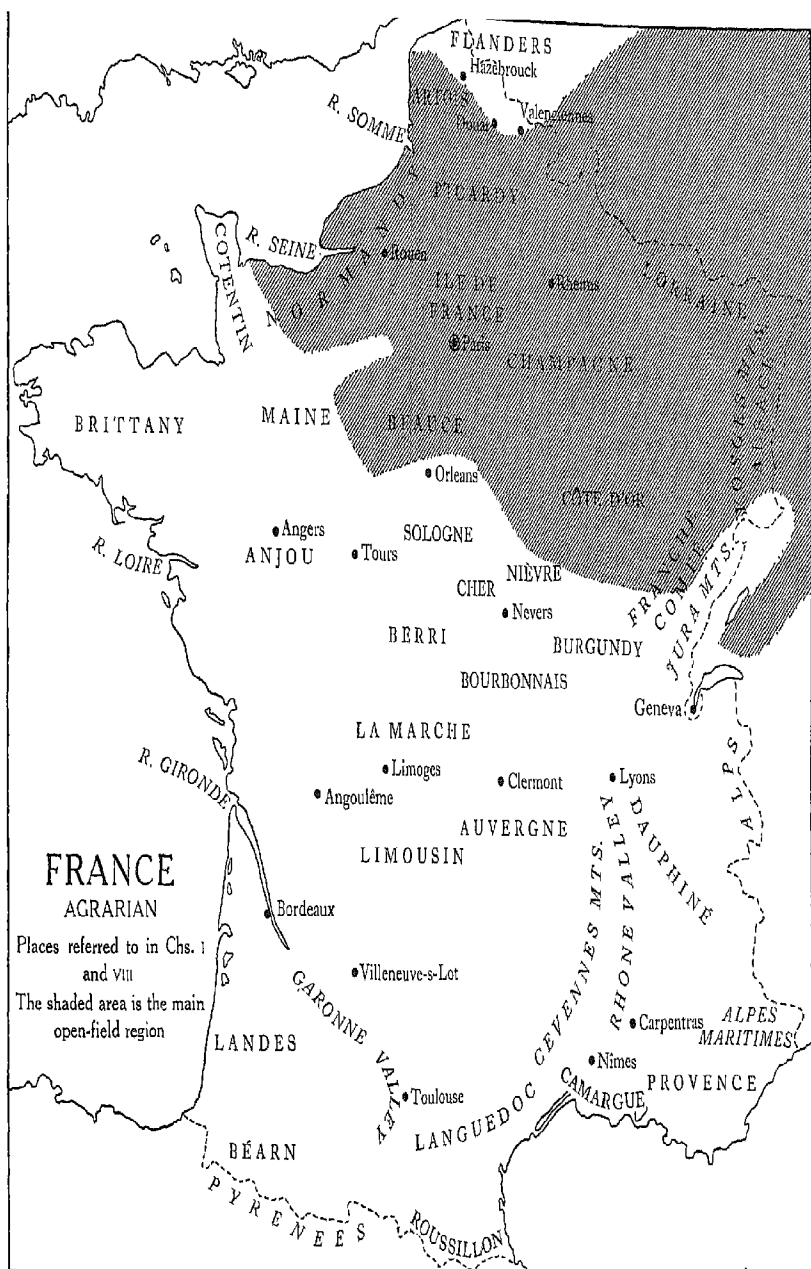 FLANDERS
Hazebrouck
ARTOIS
Douai
Valenciennes
R. SOMME
PICARDY
COTENTIN
R. SEINE
Rouen
NORMANDS
ILE DE
FRANCE
Rheims
LORRAINE
Paris
CHAMPAGNE
VOSGES MTS.
ALSACE
BRITTANY
MAINE
BEAUCE
Orleans
CÔTE D'OR
Angers
ANJOU
Tours
SOLOGNE
R. LOIRE
CHER
NIÈVRE
Nevers
FRANCHE
COMTÉ
JURA MTS.
BERRI
BURGUNDY
BOURBONNAIS
Geneva
LA MARCHE
R. GIRONDE
Limoges
Angoulême
Clermont
Lyons
ALPS
AUVERGNE
LIMOUSIN
DAUPHINÉ
FRANCE
AGRARIAN
Places referred to in Chs. I
and VIII
The shaded area is the main
open-field region
Bordeaux
Villeneuve-s-Lot
CEVENNES MTS.
RHONE VALLEY
GARONNE VALLEY
LANDES
Carpentras
ALPES
MARITIMES
Nîmes
CAMARGUE
PROVENCE
Toulouse
LANGUEDOC
BÉARN
PYRENEES
ROUSSILLON